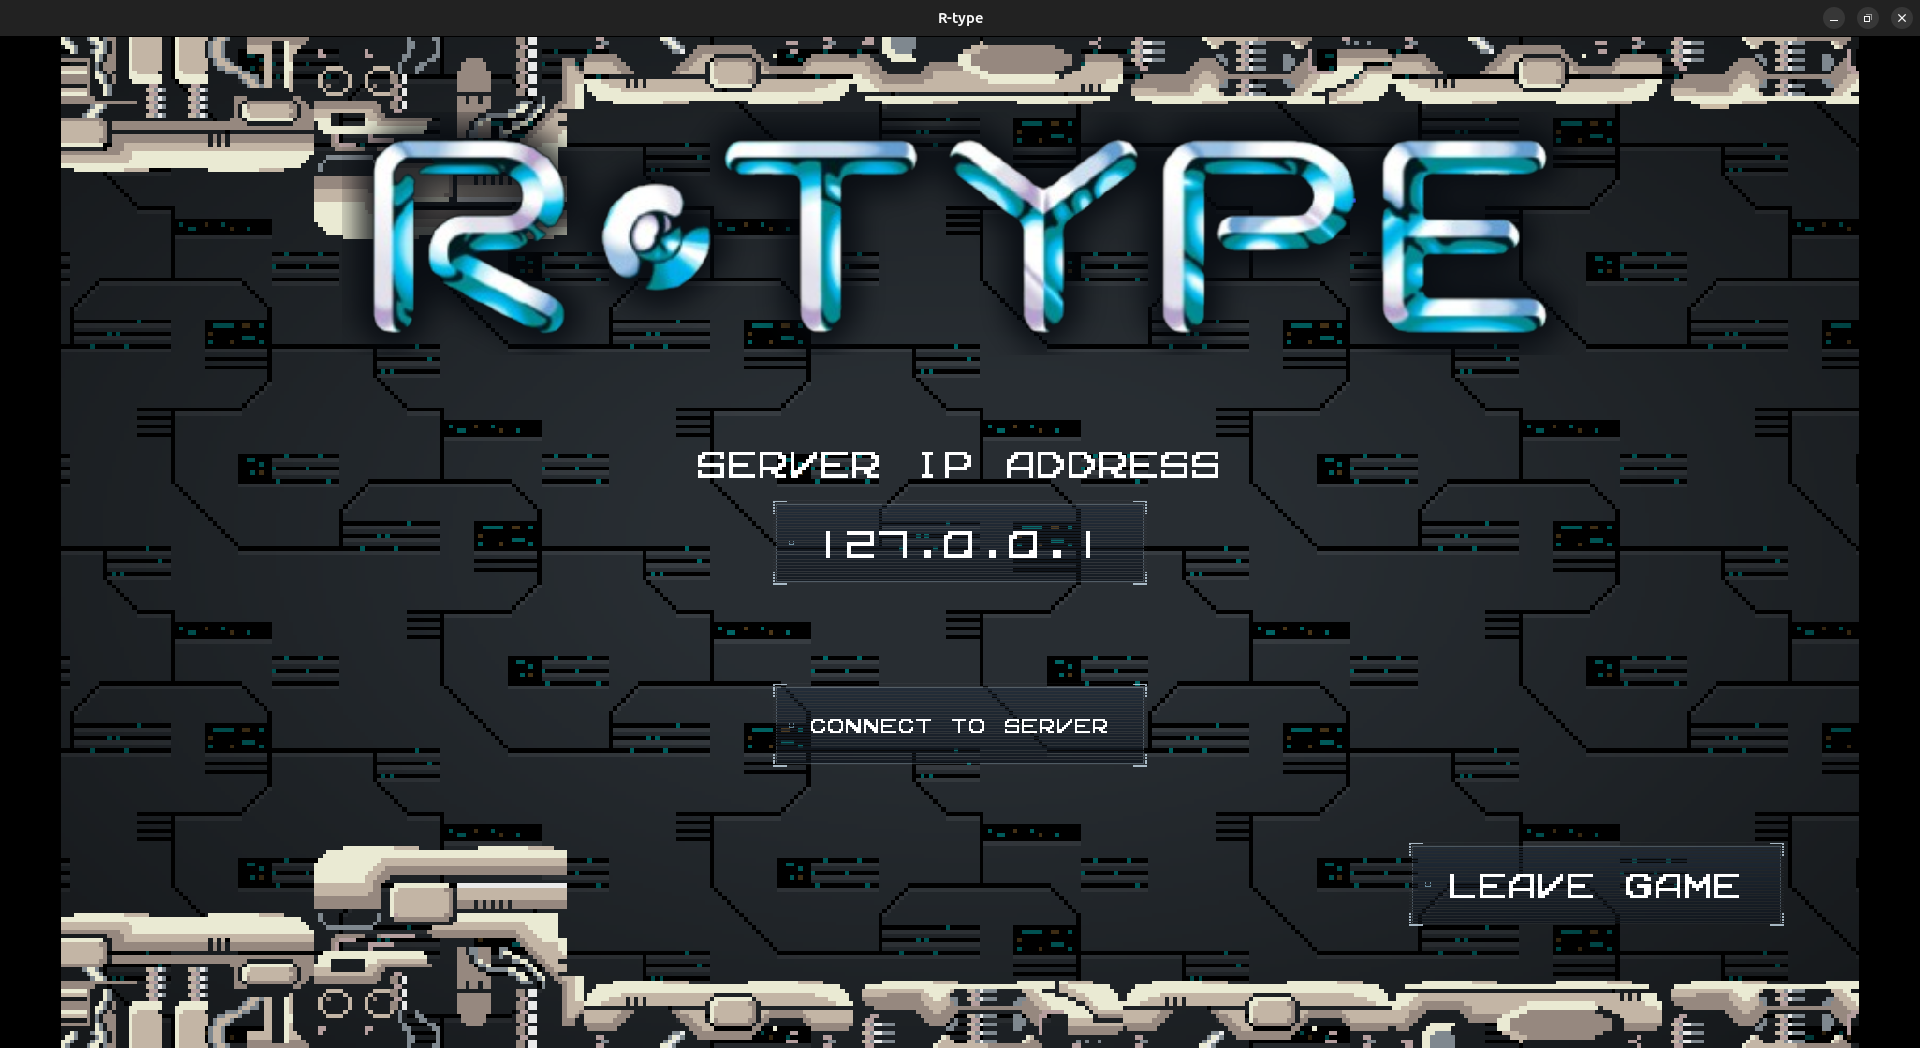 R-type
R•TYPE
SERVER IP ADDRESS
127.0.0.1
CONNECT TO SERVER
LEAVE GAME